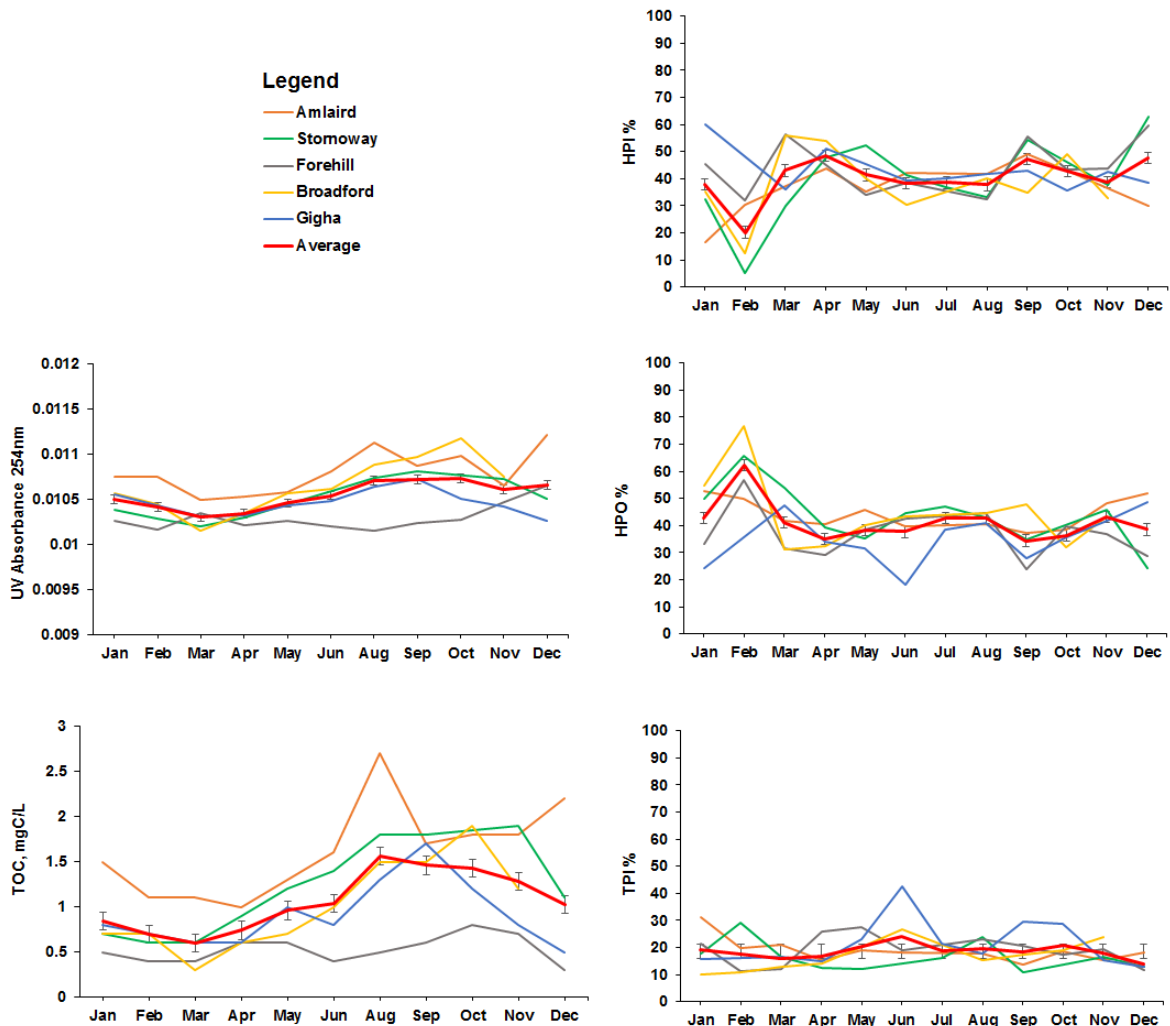 Legend
Amlaird
Stornoway
Forehill
Broadford
Gigha
Average
HPI %
100
90
80
70
60
50
40
30
20
10
0
Jan Feb Mar Apr May Jun Jul Aug Sep Oct Nov Dec
UV Absorbance 254nm
0.012
0.0115
0.011
0.0105
0.01
0.0095
0.009
Jan Feb Mar Apr May Jun Aug Sep Oct Nov Dec
HPO %
100
90
80
70
60
50
40
30
20
10
0
Jan Feb Mar Apr May Jun Jul Aug Sep Oct Nov Dec
TOC, mgC/L
3
2.5
2
1.5
1
0.5
0
Jan Feb Mar Apr May Jun Aug Sep Oct Nov Dec
TPI %
100
90
80
70
60
50
40
30
20
10
0
Jan Feb Mar Apr May Jun Jul Aug Sep Oct Nov Dec